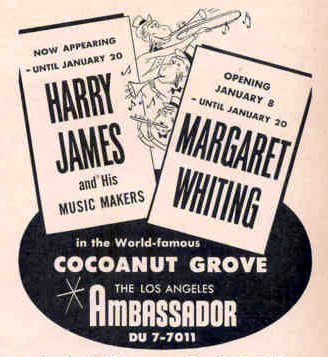 NOW APPEARING
- UNTIL JANUARY 20
HARRY
JAMES
and His
MUSIC MAKERS
OPENING
JANUARY 8
- UNTIL JANUARY 20
MARGARET
WHITING
in the World-famous
COCOANUT GROVE
THE LOS ANGELES
AMBASSADOR
DU 7-7011